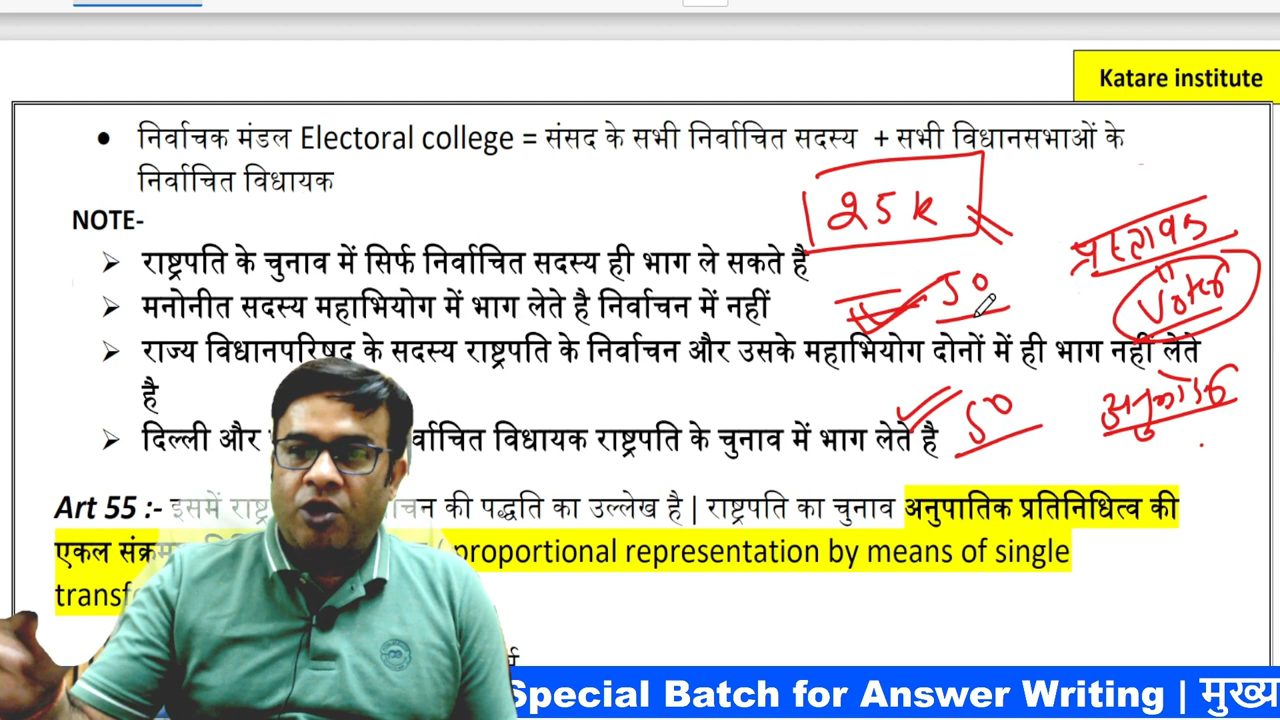 Katare institute
• निर्वाचक मंडल Electoral college = संसद के सभी निर्वाचित सदस्य + सभी विधानसभाओं के
निर्वाचित विधायक
25 K
NOTE-
प्रस्तावक
➢ राष्ट्रपति के चुनाव में सिर्फ निर्वाचित सदस्य ही भाग ले सकते है
➢ मनोनीत सदस्य महाभियोग में भाग लेते है निर्वाचन में नहीं
50
➢ राज्य विधानपरिषद के सदस्य राष्ट्रपति के निर्वाचन और उसके महाभियोग दोनों में ही भाग नही लेते
है
50
अनुमोदक
➢ दिल्ली और र्वाचित विधायक राष्ट्रपति के चुनाव में भाग लेते है
Art 55 :- इसमें राष्ट्र चन की पद्धति का उल्लेख है | राष्ट्रपति का चुनाव अनुपातिक प्रतिनिधित्व की
एकल संक्रम proportional representation by means of single
transf
Special Batch for Answer Writing | मुख्य